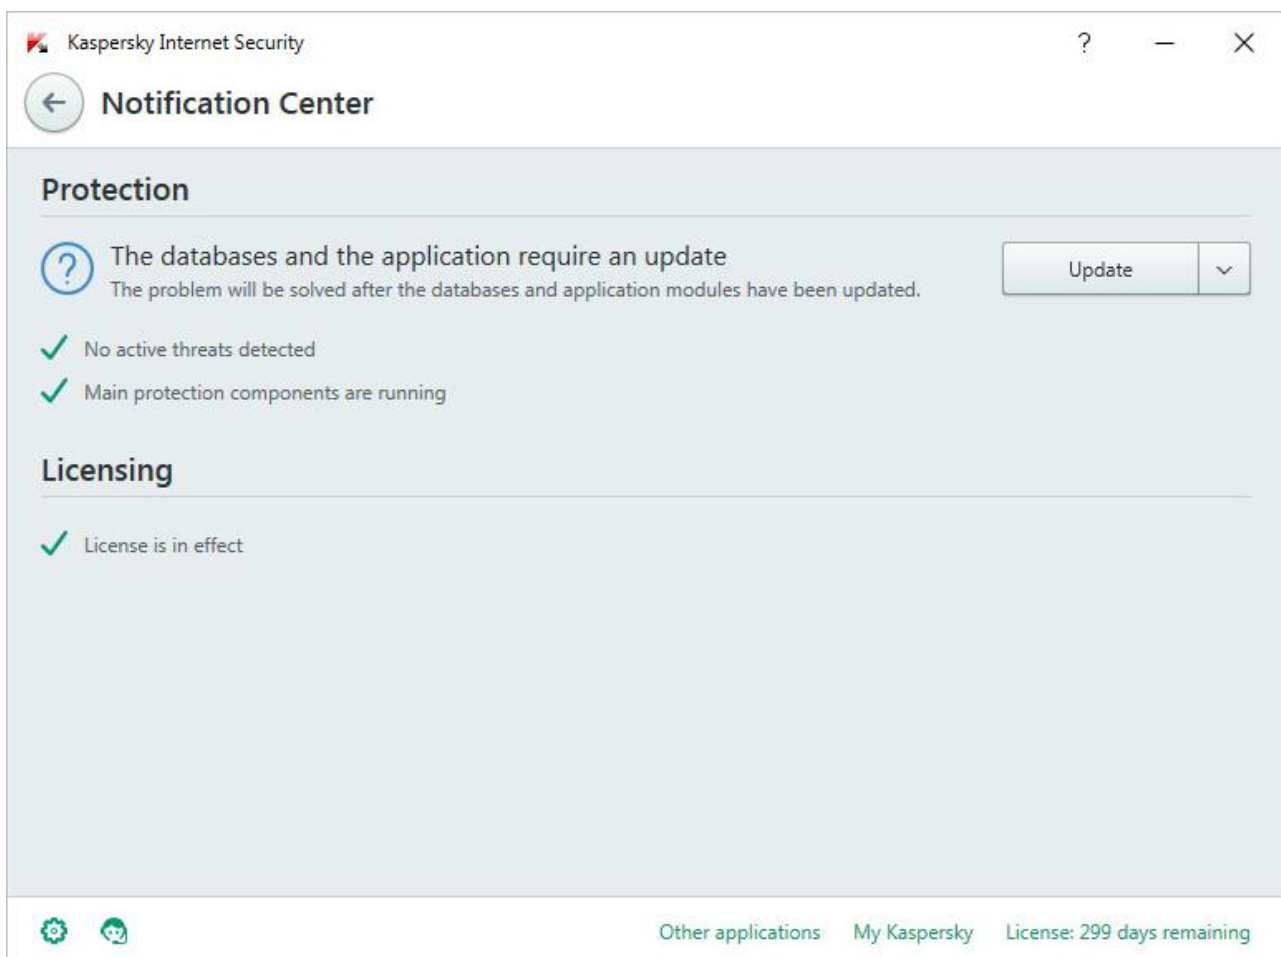 Kaspersky Internet Security
?
Notification Center
Protection
The databases and the application require an update
The problem will be solved after the databases and application modules have been updated.
Update
No active threats detected
Main protection components are running
Licensing
License is in effect
Other applications My Kaspersky License: 299 days remaining